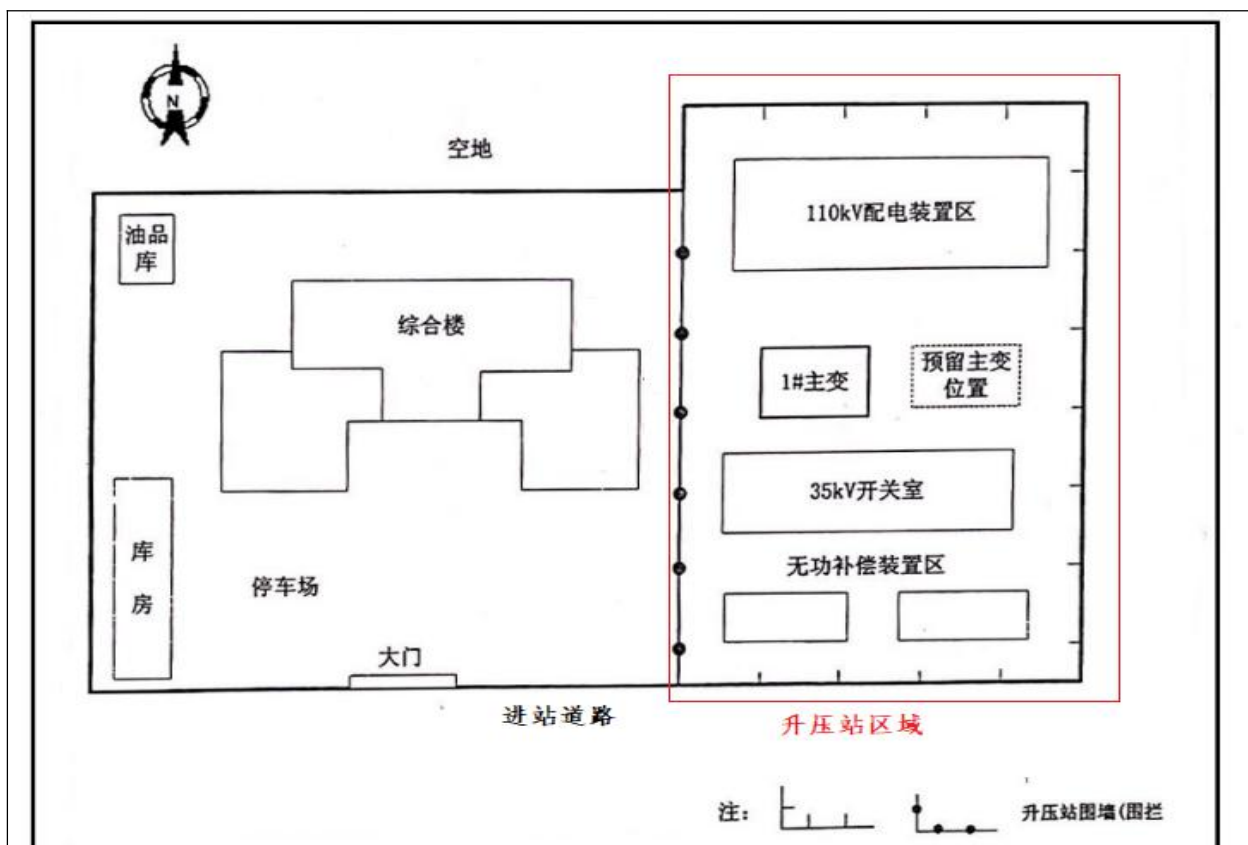 N
空地
110kV配电装置区
油品
库
综合楼
1#主变
预留主变
位置
35kV开关室
库
房
停车场
无功补偿装置区
大门
进站道路
升压站区域
注：
升压站围墙(围拦